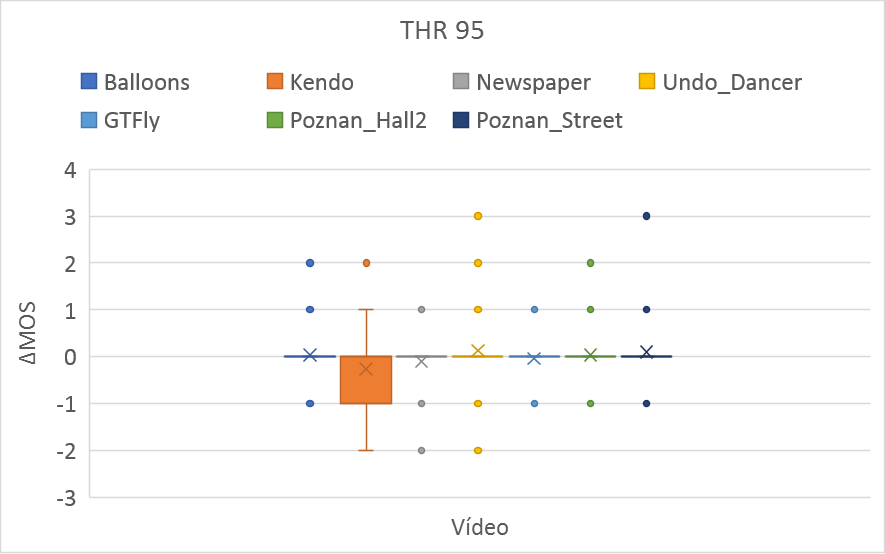 THR 95
Balloons Kendo Newspaper Undo_Dancer
GTFly Poznan_Hall2 Poznan_Street
4
3
2
1
0
-1
-2
-3
ΔMOS
Vídeo